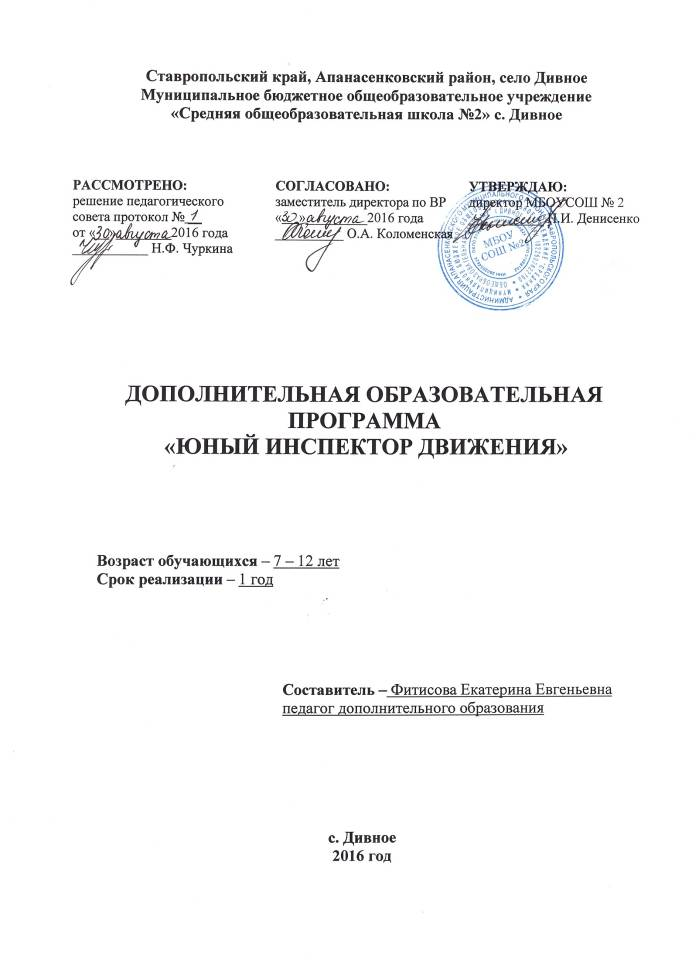 Ставропольский край, Апанасенковский район, село Дивное
Муниципальное бюджетное общеобразовательное учреждение
«Средняя общеобразовательная школа №2» с. Дивное
РАССМОТРЕНО:
решение педагогического
совета протокол № 1
от «30»августа 2016 года
Н.Ф. Чуркина
СОГЛАСОВАНО:
заместитель директора по ВР
«30»августа 2016 года
О.А. Коломенская
УТВЕРЖДАЮ:
директор МБОУ СОШ № 2
П.И. Денисенко
МБОУ
СОШ №2
ДОПОЛНИТЕЛЬНАЯ ОБРАЗОВАТЕЛЬНАЯ
ПРОГРАММА
«ЮНЫЙ ИНСПЕКТОР ДВИЖЕНИЯ»
Возраст обучающихся – 7 – 12 лет
Срок реализации – 1 год
Составитель – Фитисова Екатерина Евгеньевна
педагог дополнительного образования
с. Дивное
2016 год